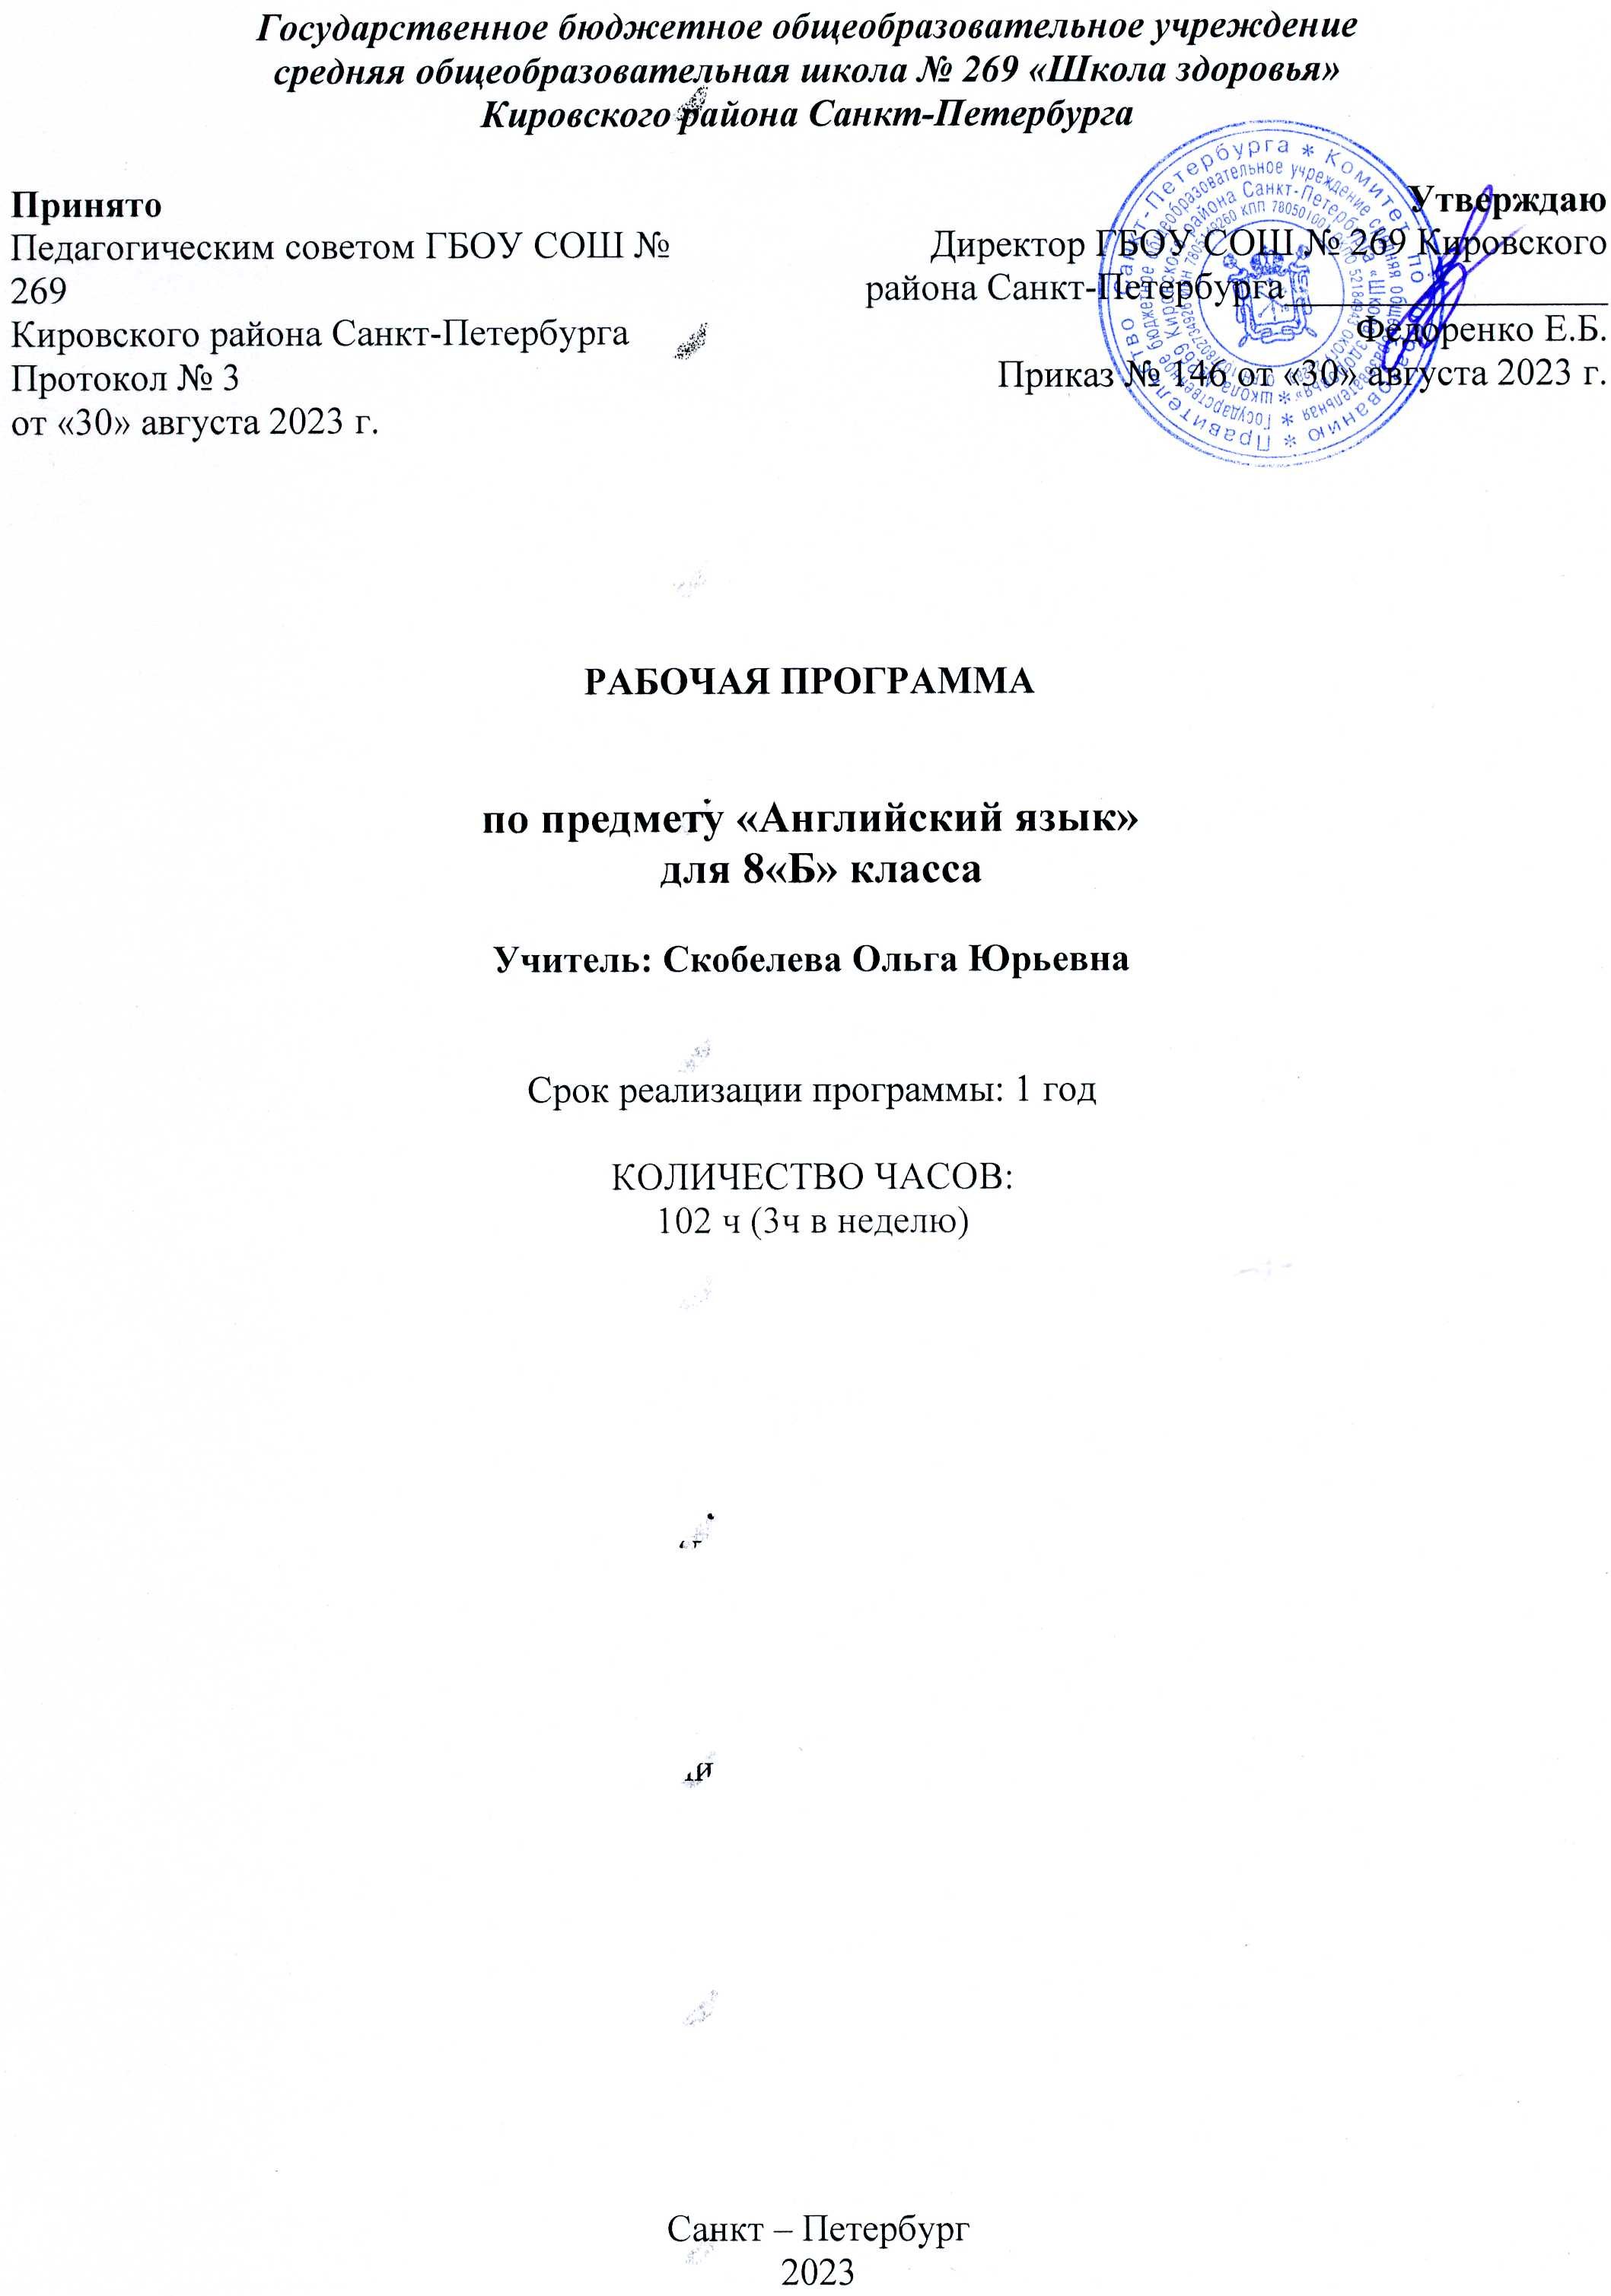 Государственное бюджетное общеобразовательное учреждение
средняя общеобразовательная школа № 269 «Школа здоровья»
Кировского района Санкт-Петербурга
Принято
Педагогическим советом ГБОУ СОШ №
269
Кировского района Санкт-Петербурга
Протокол № 3
от «30» августа 2023 г.
Утверждаю
Директор ГБОУ СОШ № 269 Кировского
района Санкт-Петербурга
Федоренко Е.Б.
Приказ № 146 от «30» августа 2023 г.
РАБОЧАЯ ПРОГРАММА
по предмету «Английский язык»
для 8«Б» класса
Учитель: Скобелева Ольга Юрьевна
Срок реализации программы: 1 год
КОЛИЧЕСТВО ЧАСОВ:
102 ч (3ч в неделю)
Санкт – Петербург
2023